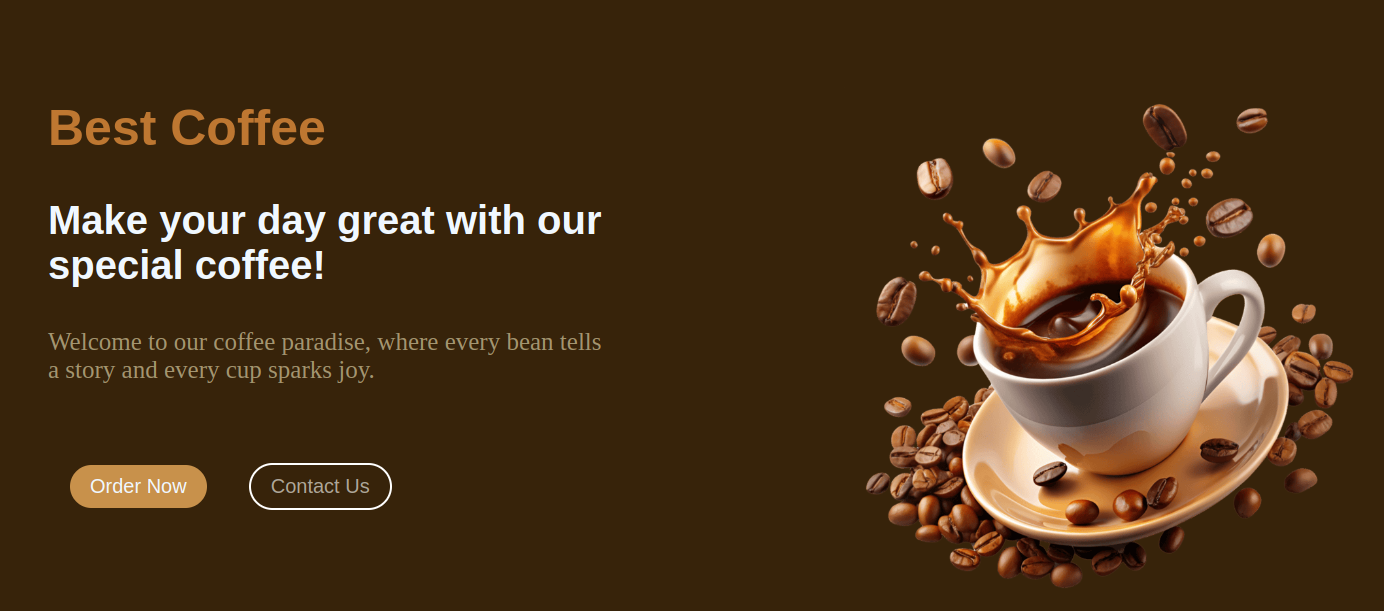 Best Coffee
Make your day great with our
special coffee!
Welcome to our coffee paradise, where every bean tells
a story and every cup sparks joy.
Order Now
Contact Us